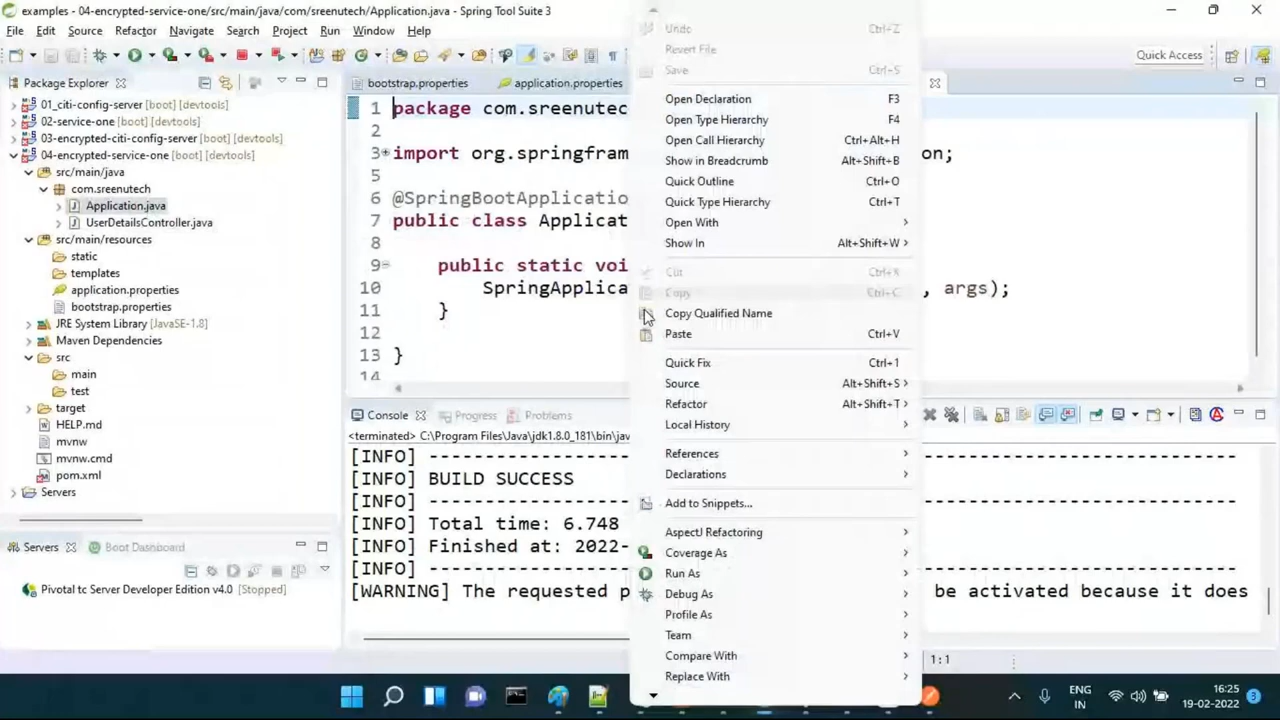 examples - 04-encrypted-service-one/src/main/java/com/sreenutech/Application.java - Spring Tool Suite 3
File Edit Source Refactor Navigate Search Project Run Window Help
Quick Access
Package Explorer
01_citi-config-server [boot] [devtools]
02-service-one [boot] [devtools]
03-encrypted-citi-config-server [boot] [devtools]
04-encrypted-service-one [boot] [devtools]
src/main/java
com.sreenutech
Application.java
UserDetailsController.java
src/main/resources
static
templates
application.properties
bootstrap.properties
JRE System Library [JavaSE-1.8]
Maven Dependencies
src
main
test
target
HELP.md
mvnw
mvnw.cmd
pom.xml
Servers
Servers Boot Dashboard
Pivotal tc Server Developer Edition v4.0 [Stopped]
bootstrap.properties application.properties
1 package com.sreenutec
2
3 import org.springfram on;
5
6 @SpringBootApplicatio
7 public class Applicat
8
9 public static voi
10 SpringApplica , args);
11 }
12
13 }
14
Console Progress Problems
<terminated> C:\Program Files\Java\jdk1.8.0_181\bin\jav
[INFO] -----------------------------------------------
[INFO] BUILD SUCCESS
[INFO] -----------------------------------------------
[INFO] Total time: 6.748
[INFO] Finished at: 2022-
[INFO] -----------------------------------------------
[WARNING] The requested p be activated because it does
1:1
Undo Ctrl+Z
Revert File
Save Ctrl+S
Open Declaration F3
Open Type Hierarchy F4
Open Call Hierarchy Ctrl+Alt+H
Show in Breadcrumb Alt+Shift+B
Quick Outline Ctrl+O
Quick Type Hierarchy Ctrl+T
Open With
Show In Alt+Shift+W
Cut Ctrl+X
Copy Ctrl+C
Copy Qualified Name
Paste Ctrl+V
Quick Fix Ctrl+1
Source Alt+Shift+S
Refactor Alt+Shift+T
Local History
References
Declarations
Add to Snippets...
AspectJ Refactoring
Coverage As
Run As
Debug As
Profile As
Team
Compare With
Replace With
ENG
IN
16:25
19-02-2022
3